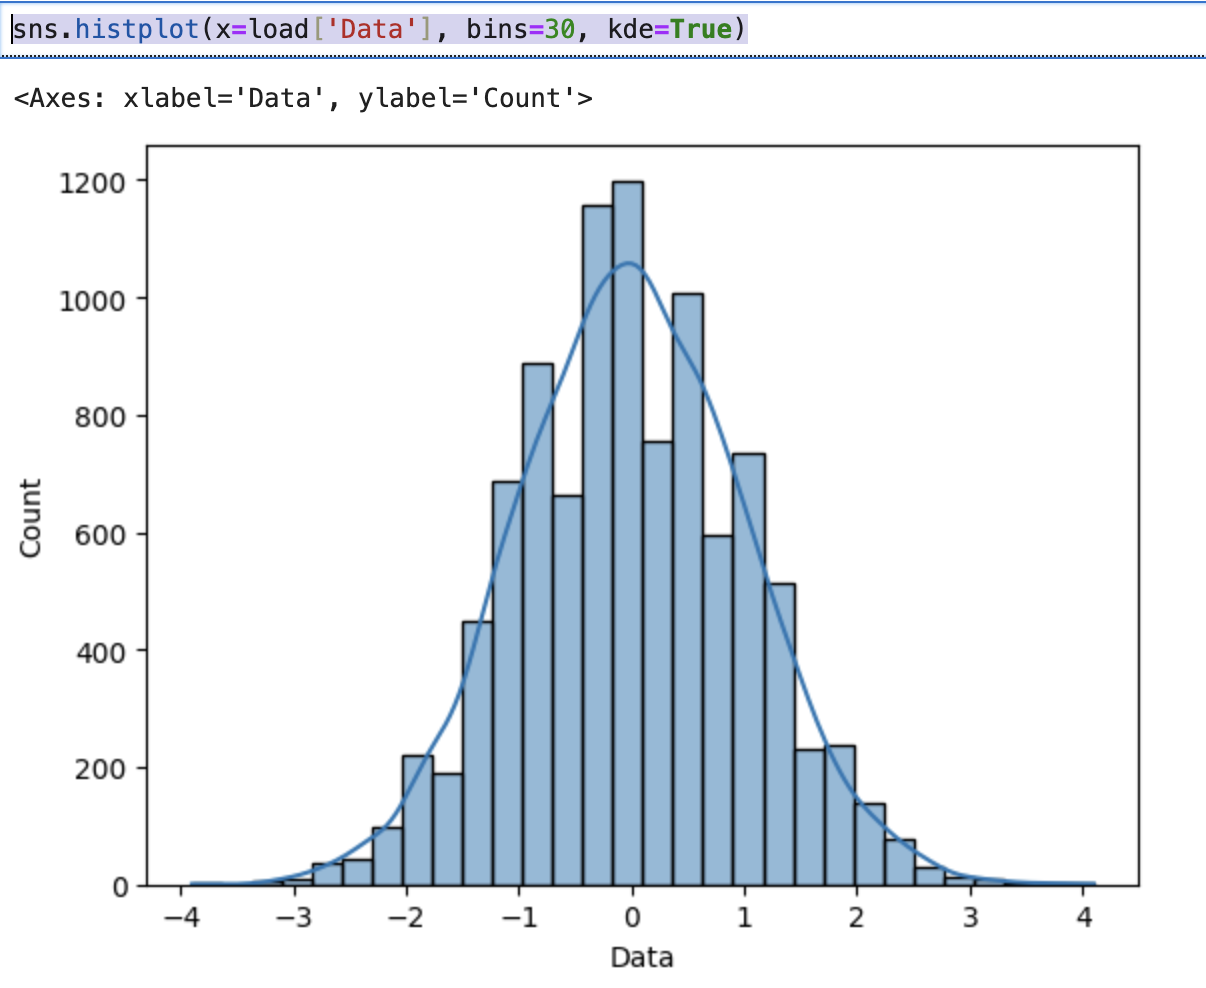 sns.histplot(x=load['Data'], bins=30, kde=True)
<Axes: xlabel='Data', ylabel='Count'>
1200
1000
800
600
400
200
0
Count
−4 −3 −2 −1 0 1 2 3 4
Data